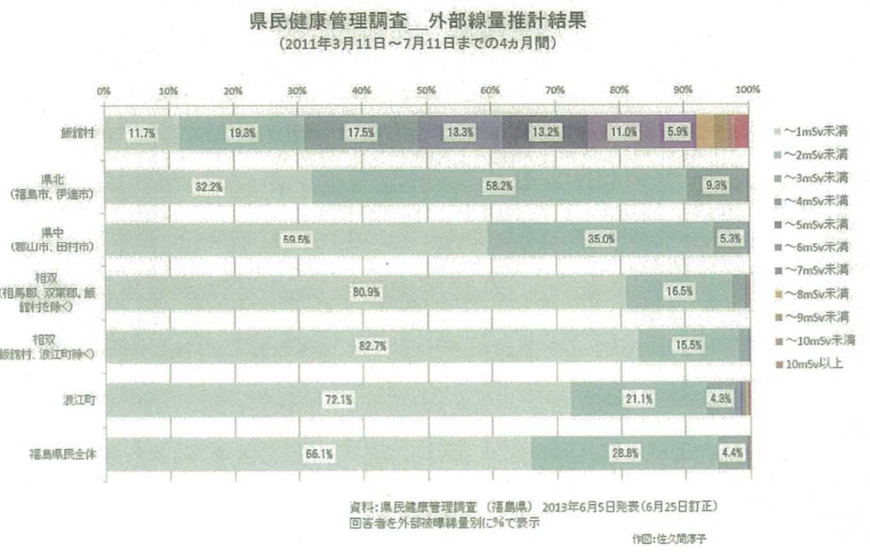 県民健康管理調査__外部線量推計結果
(2011年3月11日～7月11日までの4ヵ月間)
0% 10% 20% 30% 40% 50% 60% 70% 80% 90% 100%
飯舘村 11.7% 19.3% 17.5% 13.3% 13.2% 11.0% 5.9%
県北
(福島市、伊達市) 32.2% 58.2% 9.3%
県中
(郡山市、田村市) 59.5% 35.0% 5.3%
相双
(相馬郡、双葉郡。飯
舘村を除く) 80.9% 16.5%
相双
飯舘村、浪江町除く) 82.7% 15.5%
浪江町 72.1% 21.1% 4.3%
福島県民全体 66.1% 28.8% 4.4%
～1mSv未満
～2mSv未満
～3mSv未満
～4mSv未満
～5mSv未満
～6mSv未満
～7mSv未満
～8mSv未満
～9mSv未満
～10mSv未満
10mSv以上
資料：県民健康管理調査 (福島県) 2013年6月5日発表(6月25日訂正)
回答者を外部被曝線量別に%で表示
作図：佐久間淳子